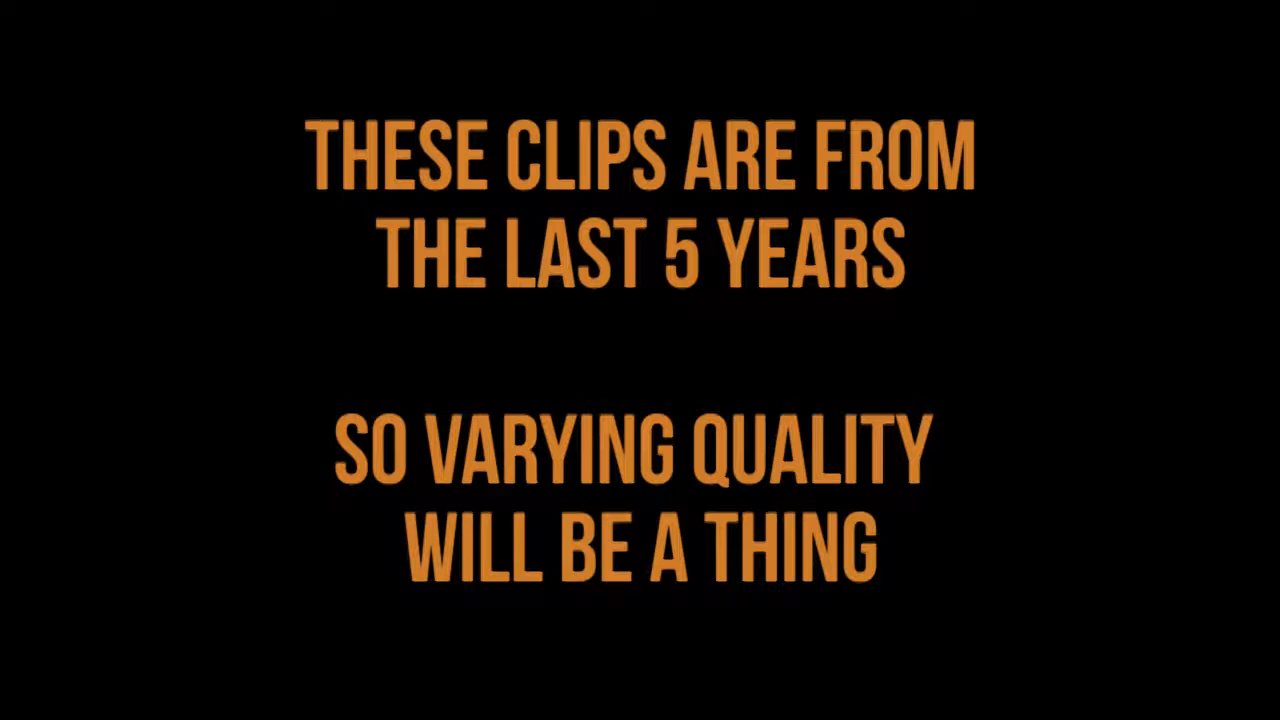 THESE CLIPS ARE FROM
THE LAST 5 YEARS
SO VARYING QUALITY
WILL BE A THING